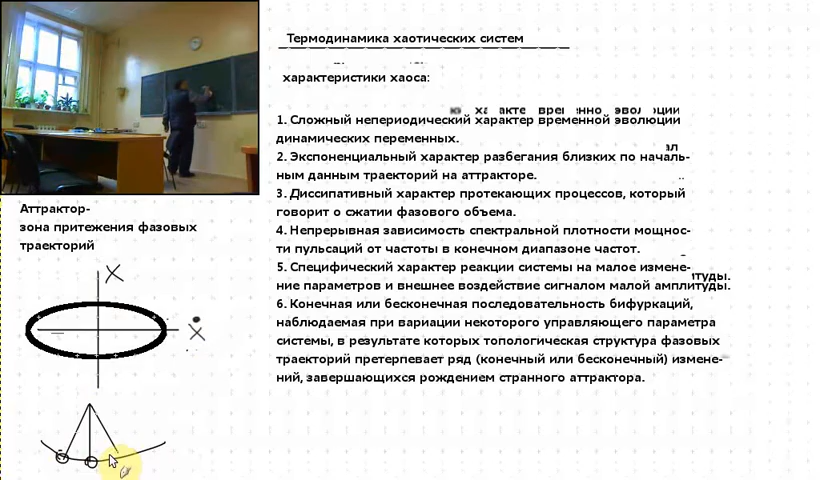 Термодинамика хаотических систем
характеристики хаоса:
1. Сложный непериодический характер временной эволюции
динамических переменных.
2. Экспоненциальный характер разбегания близких по началь-
ным данным траекторий на аттракторе.
3. Диссипативный характер протекающих процессов, который
говорит о сжатии фазового объема.
4. Непрерывная зависимость спектральной плотности мощнос-
ти пульсаций от частоты в конечном диапазоне частот.
5. Специфический характер реакции системы на малое измене-
ние параметров и внешнее воздействие сигналом малой амплитуды.
6. Конечная или бесконечная последовательность бифуркаций,
наблюдаемая при вариации некоторого управляющего параметра
системы, в результате которых топологическая структура фазовых
траекторий претерпевает ряд (конечный или бесконечный) измене-
ний, завершающихся рождением странного аттрактора.
Аттрактор-
зона притежения фазовых
траекторий
X
Ẋ